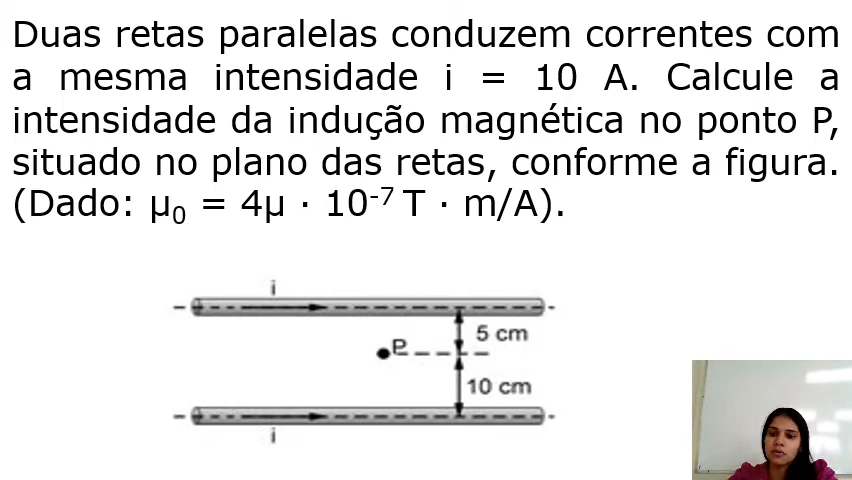 Duas retas paralelas conduzem correntes com
a mesma intensidade i = 10 A. Calcule a
intensidade da indução magnética no ponto P,
situado no plano das retas, conforme a figura.
(Dado: µ₀ = 4µ · 10⁻⁷ T · m/A).
i
5 cm
P
10 cm
i